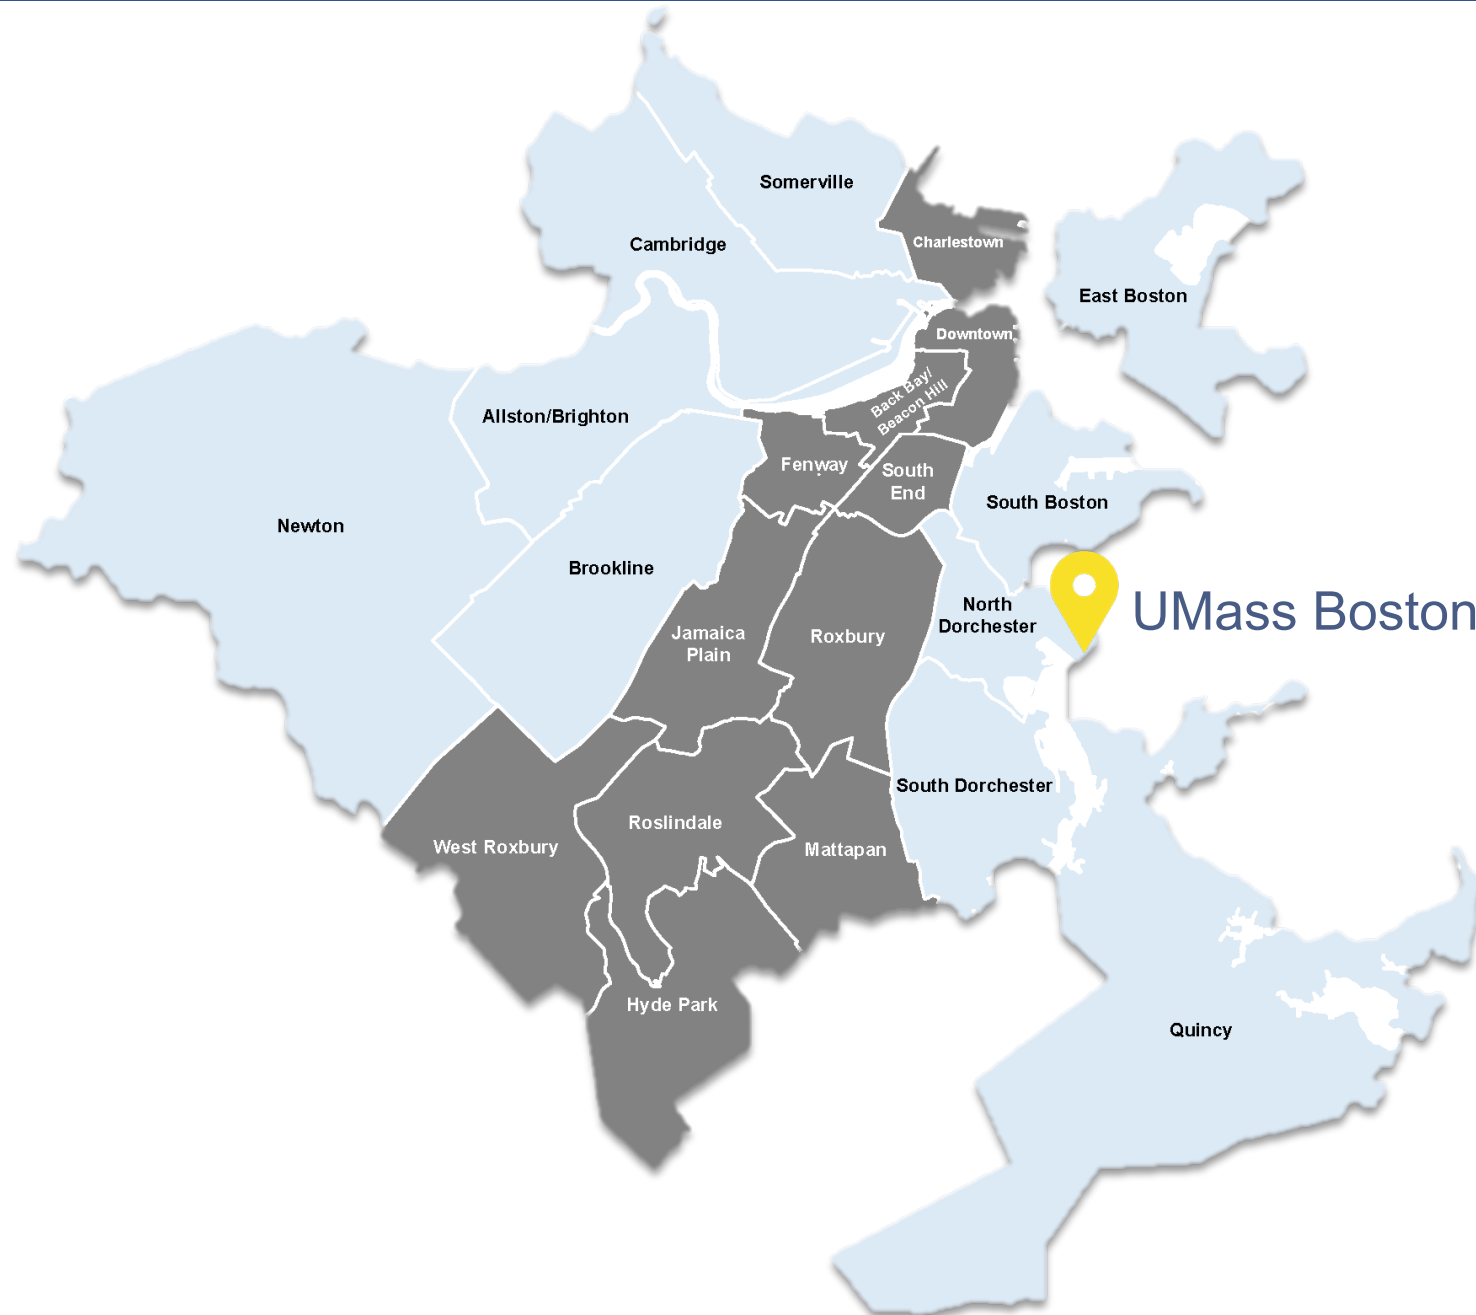 Somerville
Charlestown
Cambridge
East Boston
Downtown
Back Bay/
Beacon Hill
Allston/Brighton
Fenway
South
End
South Boston
Newton
Brookline
North
Dorchester
UMass Boston
Jamaica
Plain
Roxbury
South Dorchester
Roslindale
West Roxbury
Mattapan
Hyde Park
Quincy